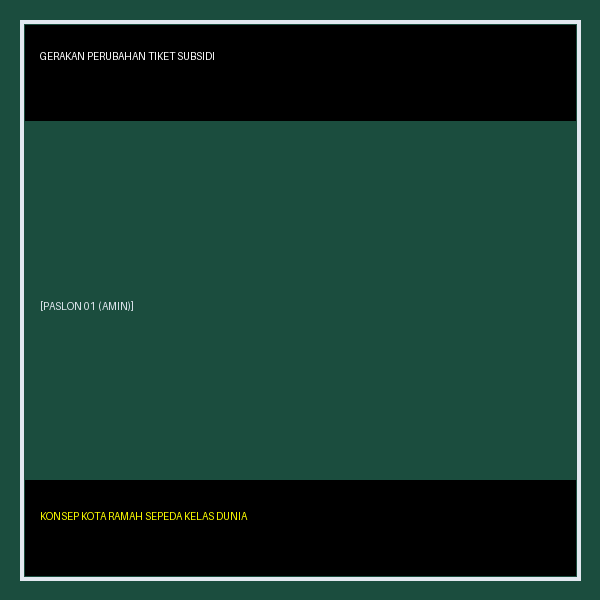 GERAKAN PERUBAHAN TIKET SUBSIDI
[PASLON 01 (AMIN)]
KONSEP KOTA RAMAH SEPEDA KELAS DUNIA